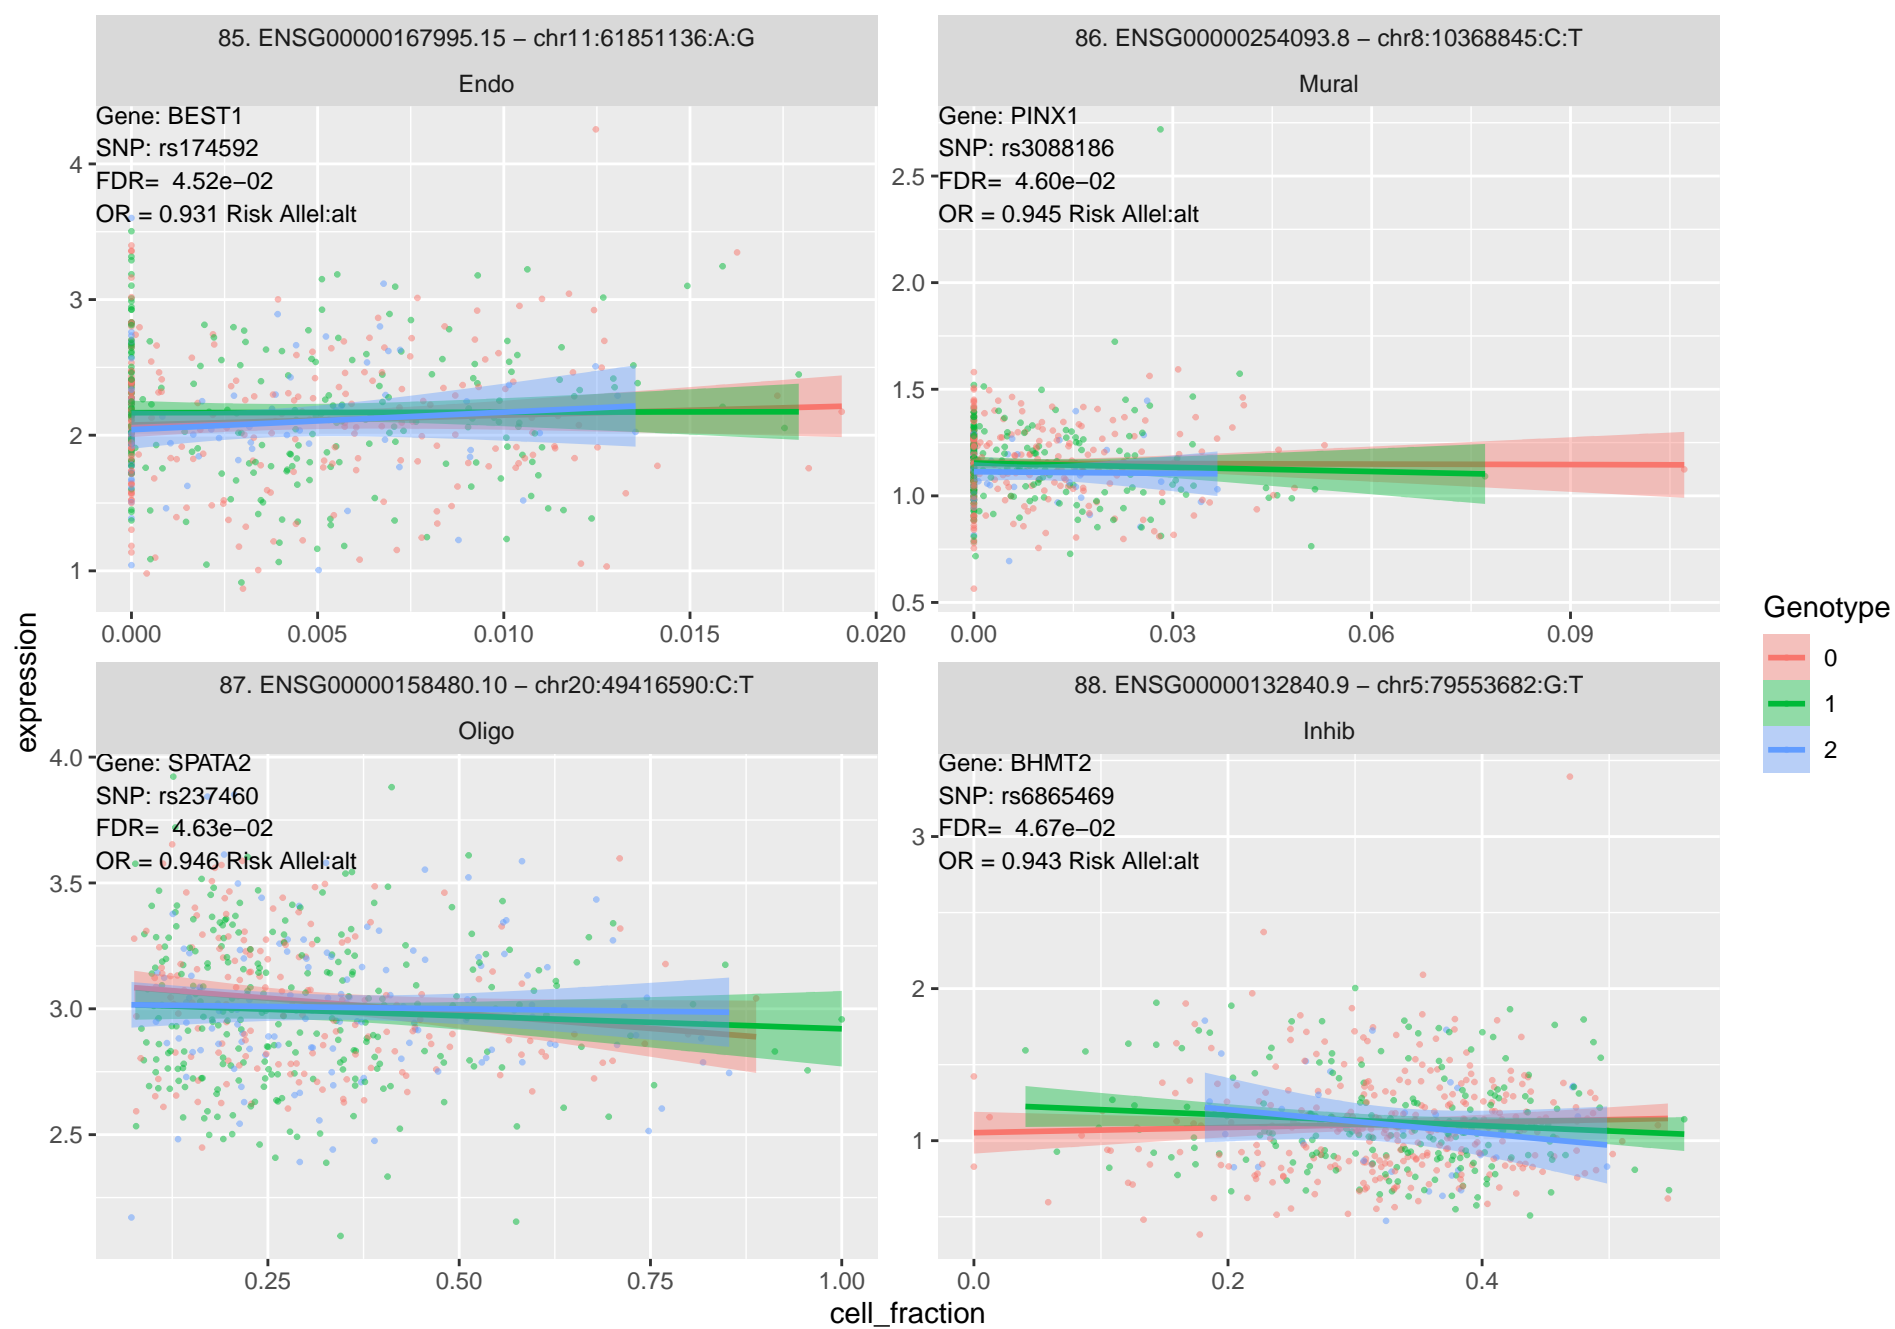 85. ENSG00000167995.15 – chr11:61851136:A:G
Endo
Gene: BEST1
SNP: rs174592
FDR=  4.52e−02
OR = 0.931 Risk Allel:alt
4
3
2
1
0.000
0.005
0.010
0.015
0.020
86. ENSG00000254093.8 – chr8:10368845:C:T
Mural
Gene: PINX1
SNP: rs3088186
FDR=  4.60e−02
OR = 0.945 Risk Allel:alt
2.5
2.0
1.5
1.0
0.5
0.00
0.03
0.06
0.09
87. ENSG00000158480.10 – chr20:49416590:C:T
Oligo
Gene: SPATA2
SNP: rs237460
FDR=  4.63e−02
OR = 0.946 Risk Allel:alt
4.0
3.5
3.0
2.5
0.25
0.50
0.75
1.00
88. ENSG00000132840.9 – chr5:79553682:G:T
Inhib
Gene: BHMT2
SNP: rs6865469
FDR=  4.67e−02
OR = 0.943 Risk Allel:alt
3
2
1
0.0
0.2
0.4
cell_fraction
expression
Genotype
0
1
2